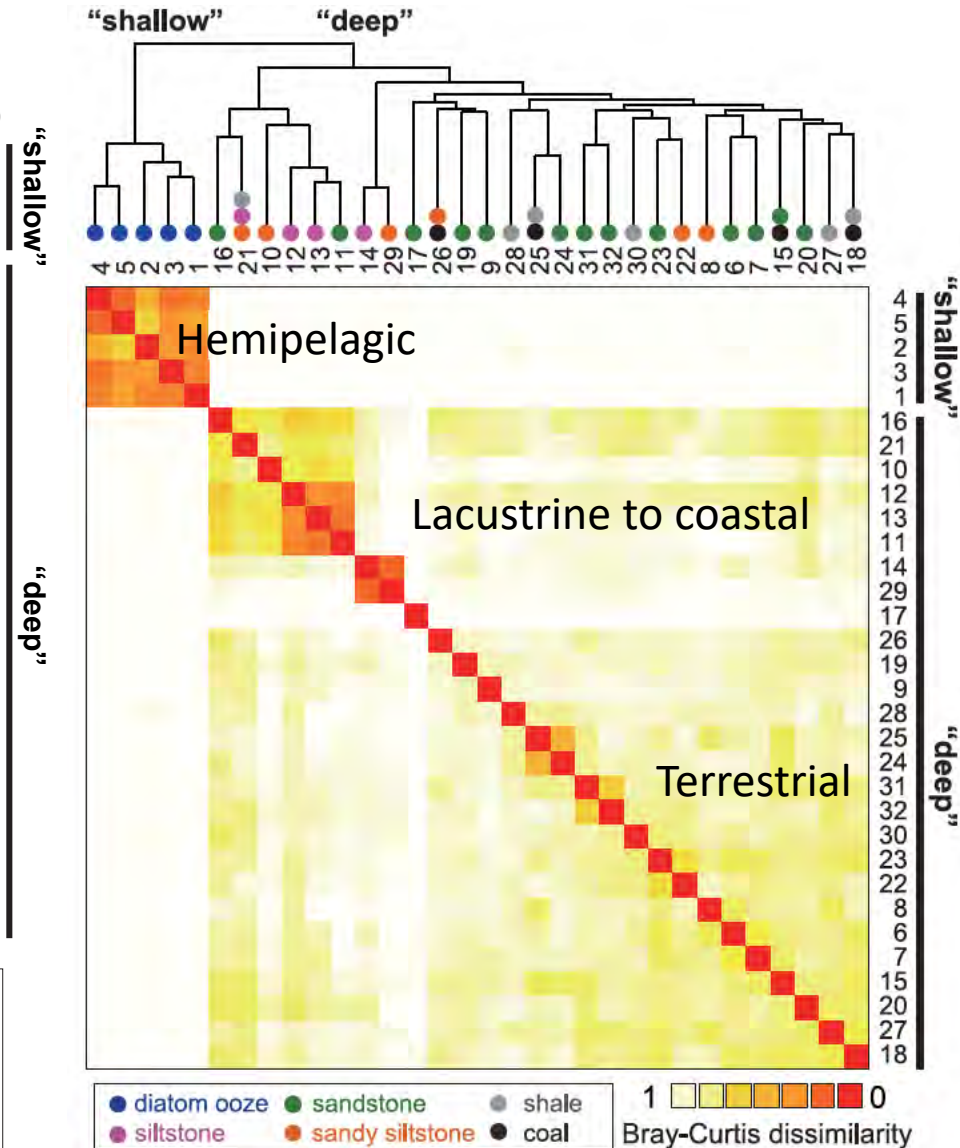 “shallow” “deep”
“shallow”
“deep”
4 5 2 3 1 16 21 10 12 13 11 14 29 17 26 19 9 28 25 24 31 32 30 23 22 8 6 7 15 20 27 18
Hemipelagic
Lacustrine to coastal
Terrestrial
4
5
2
3
1
16
21
10
12
13
11
14
29
17
26
19
9
28
25
24
31
32
30
23
22
8
6
7
15
20
27
18
“shallow”
“deep”
diatom ooze sandstone shale
siltstone sandy siltstone coal
1 0
Bray-Curtis dissimilarity